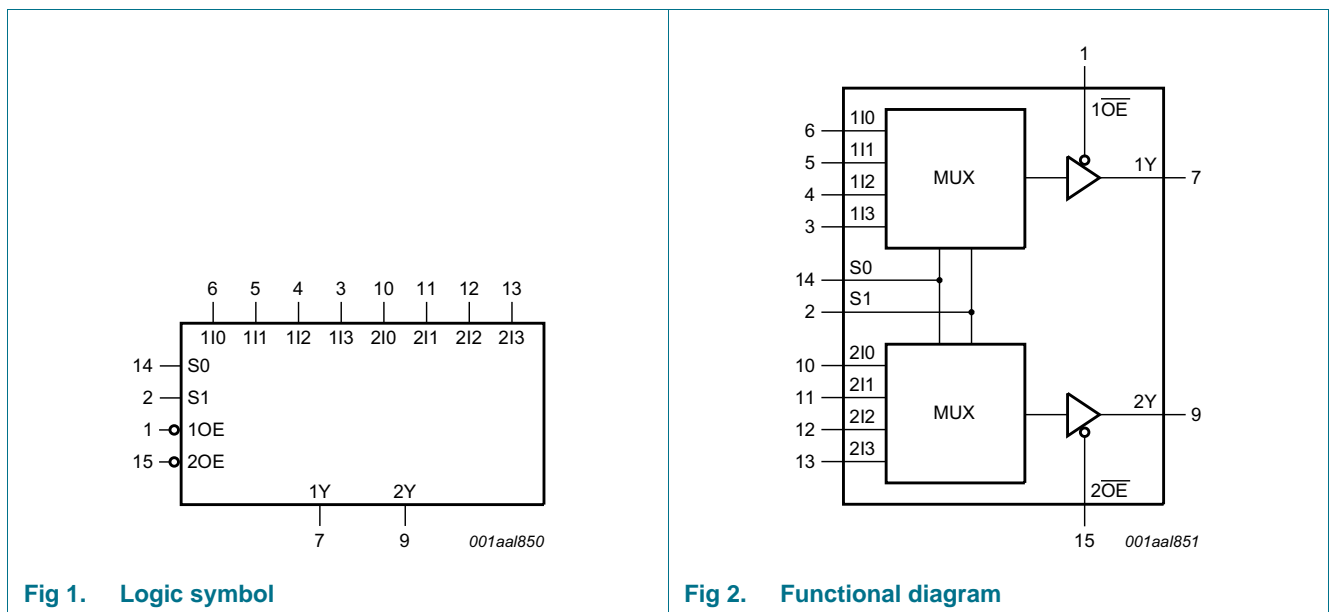 6 5 4 3 10 11 12 13
1I0 1I1 1I2 1I3 2I0 2I1 2I2 2I3
14 S0
2 S1
1 1OE
15 2OE
1Y 2Y
7 9 001aal850
Fig 1. Logic symbol
1
1OE
6 1I0
5 1I1
4 1I2
3 1I3
MUX
1Y 7
14 S0
2 S1
10 2I0
11 2I1
12 2I2
13 2I3
MUX
2Y 9
2OE
15 001aal851
Fig 2. Functional diagram